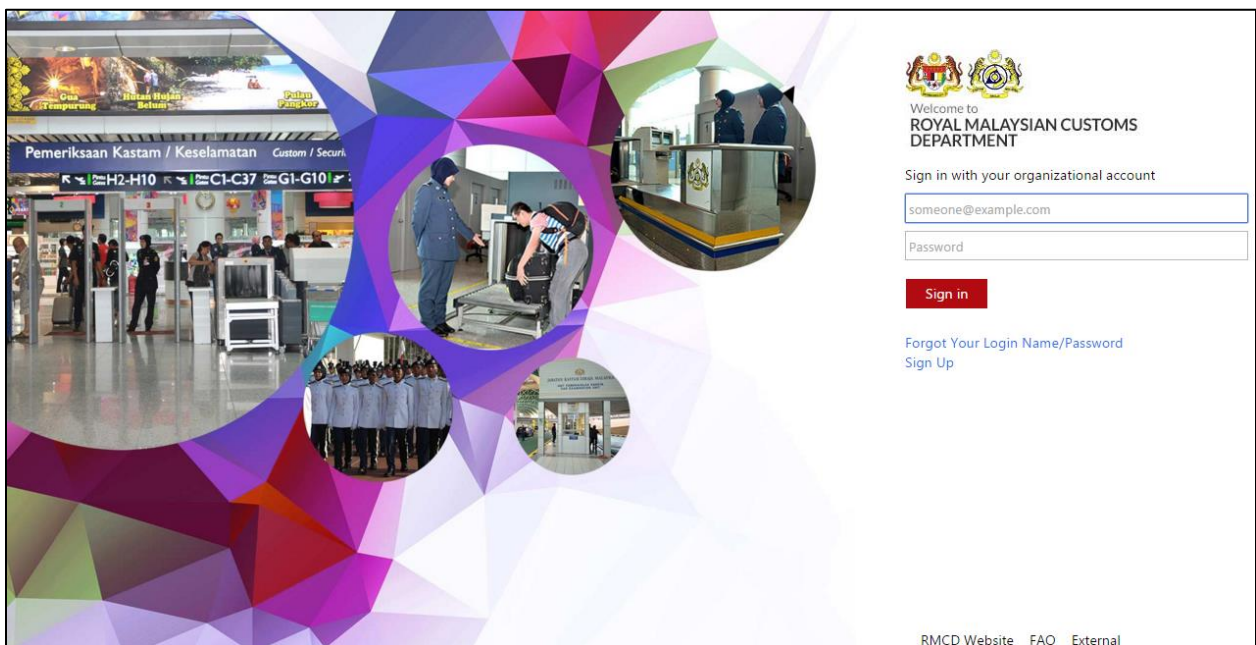 Gua
Tempurung
Hutan Hujan
Belum
Pulau
Pangkor
Pemeriksaan Kastam / Keselamatan Custom /
H2-H10 C1-C37 G1-G10
Welcome to
ROYAL MALAYSIAN CUSTOMS
DEPARTMENT
Sign in with your organizational account
someone@example.com
Password
Sign in
Forgot Your Login Name/Password
Sign Up
RMCD Website FAQ External